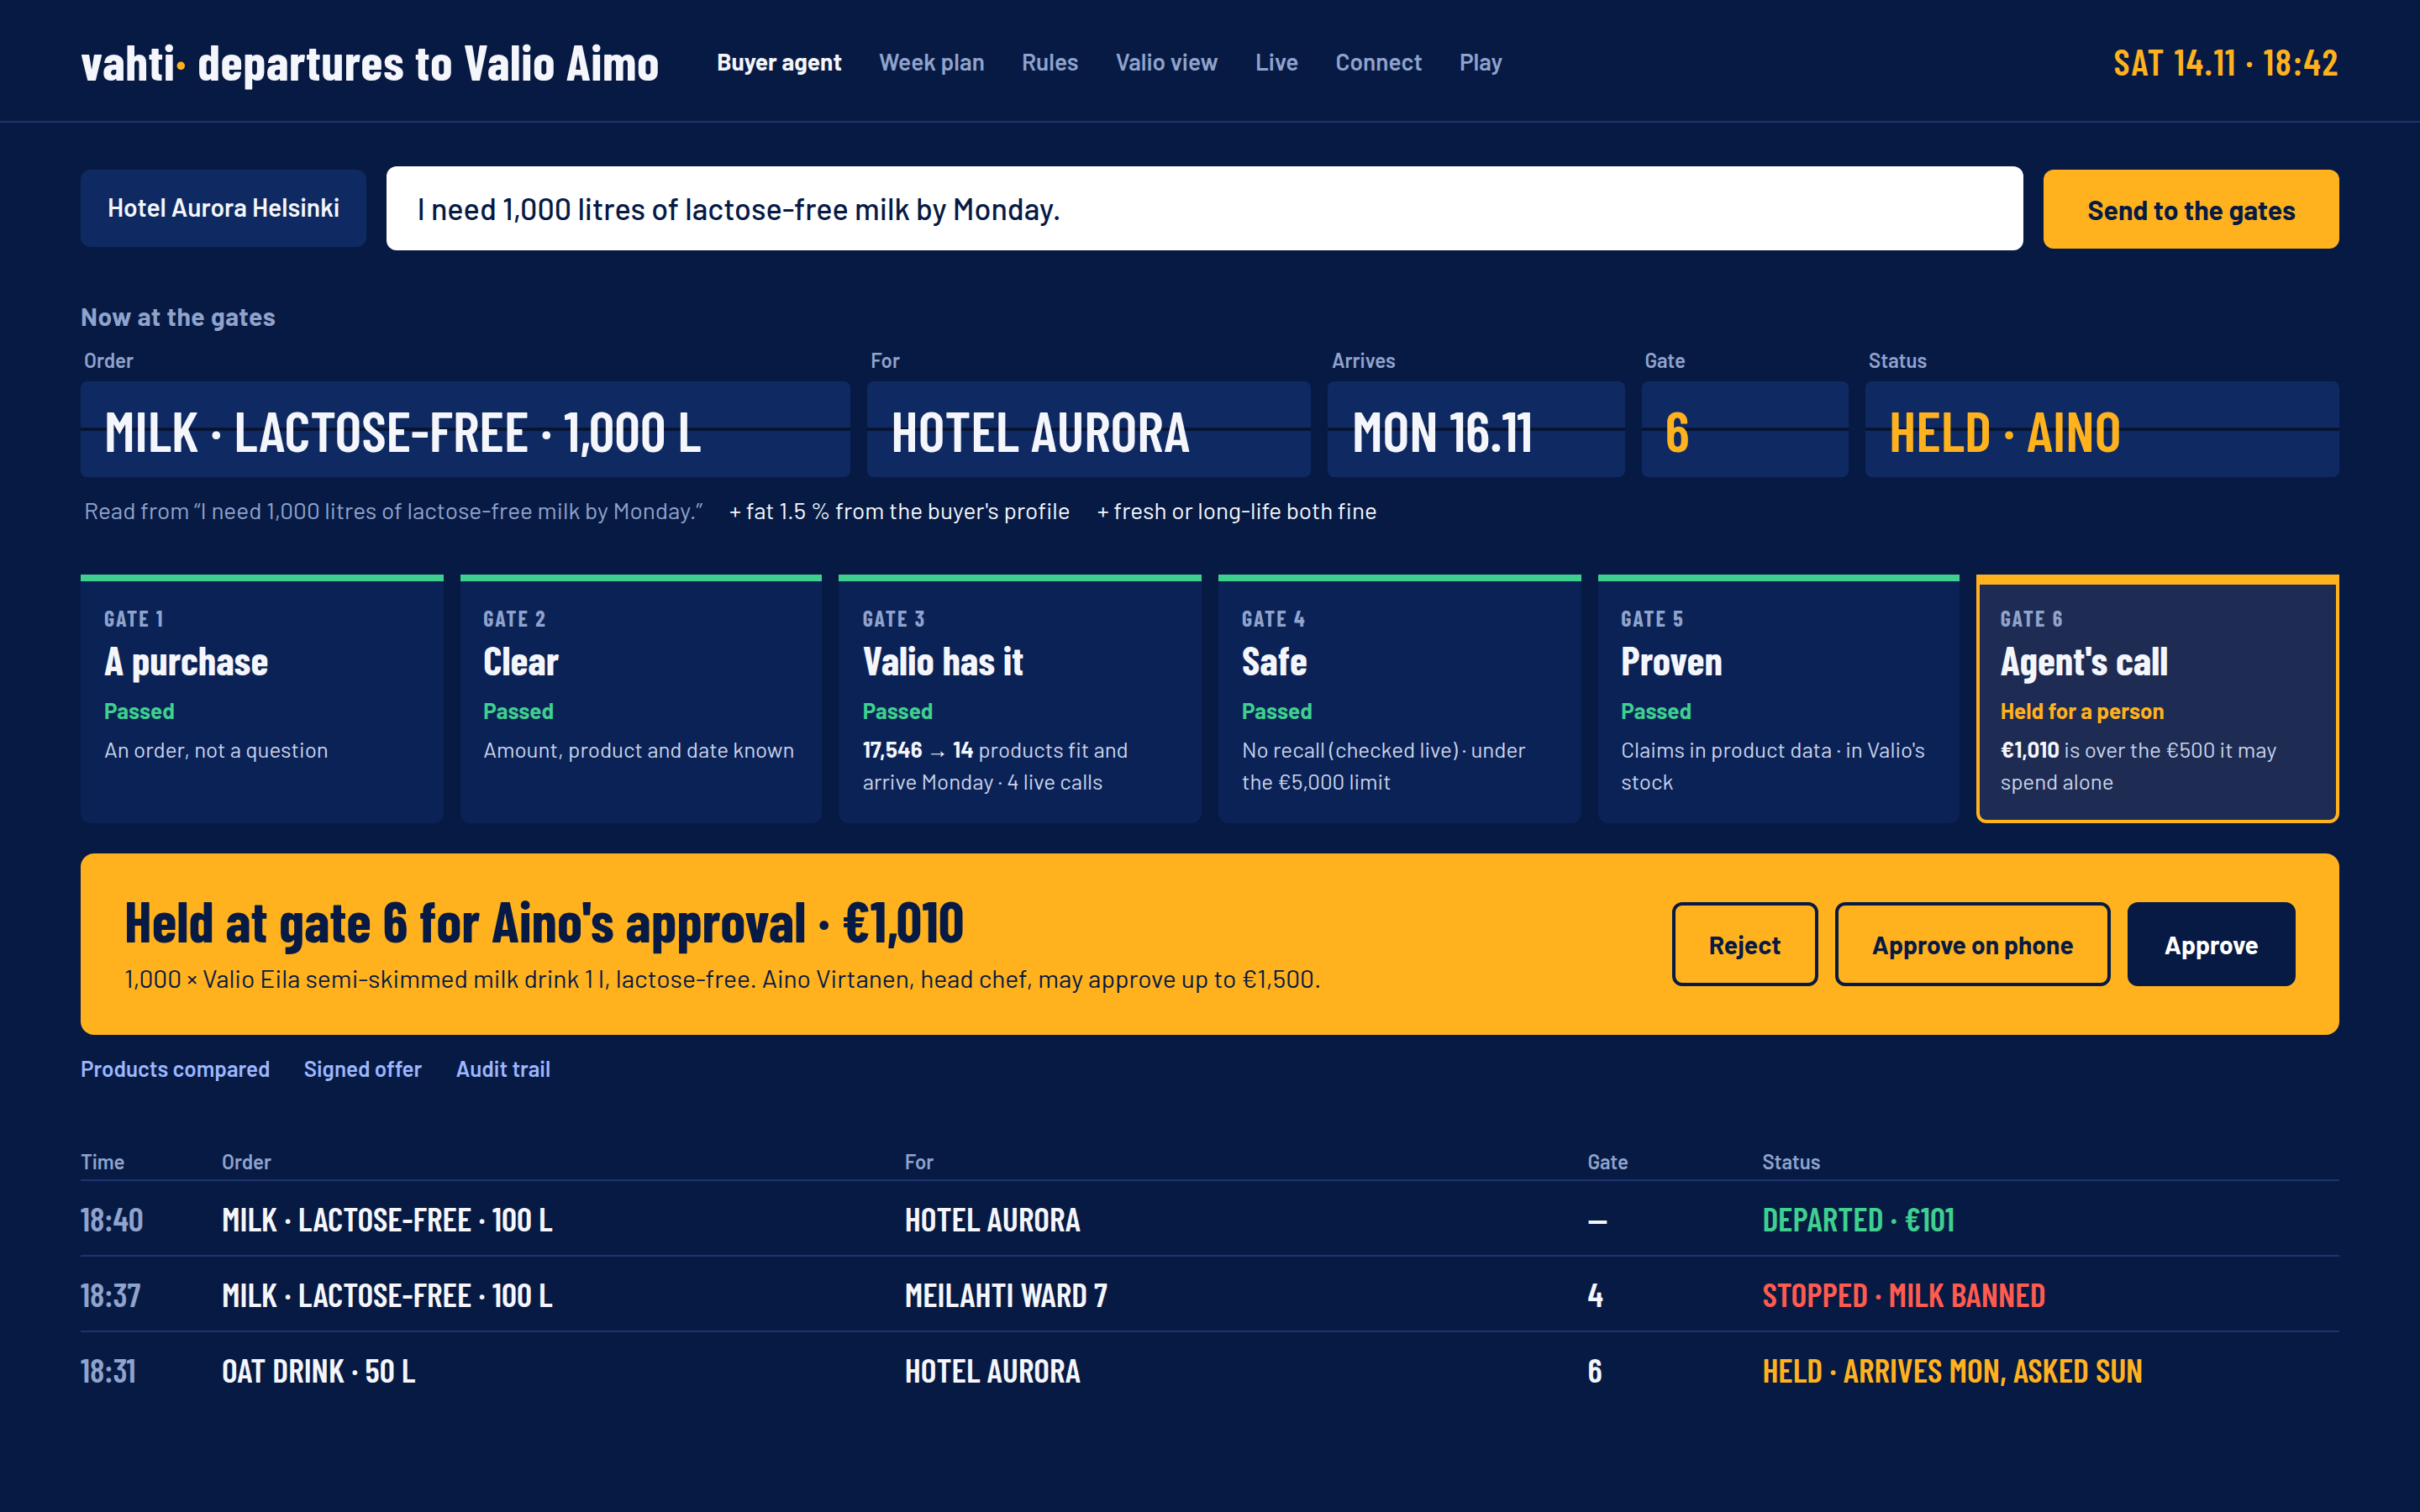 vahti· departures to Valio Aimo
Buyer agent Week plan Rules Valio view Live Connect Play
SAT 14.11 · 18:42
Hotel Aurora Helsinki
I need 1,000 litres of lactose-free milk by Monday.
Send to the gates
Now at the gates
Order For Arrives Gate Status
MILK · LACTOSE-FREE · 1,000 L HOTEL AURORA MON 16.11 6 HELD · AINO
Read from “I need 1,000 litres of lactose-free milk by Monday.” + fat 1.5 % from the buyer's profile + fresh or long-life both fine
GATE 1
A purchase
Passed
An order, not a question
GATE 2
Clear
Passed
Amount, product and date known
GATE 3
Valio has it
Passed
17,546 → 14 products fit and
arrive Monday · 4 live calls
GATE 4
Safe
Passed
No recall (checked live) · under
the €5,000 limit
GATE 5
Proven
Passed
Claims in product data · in Valio's
stock
GATE 6
Agent's call
Held for a person
€1,010 is over the €500 it may
spend alone
Held at gate 6 for Aino's approval · €1,010
1,000 × Valio Eila semi-skimmed milk drink 1 l, lactose-free. Aino Virtanen, head chef, may approve up to €1,500.
Reject Approve on phone Approve
Products compared Signed offer Audit trail
Time Order For Gate Status
18:40 MILK · LACTOSE-FREE · 100 L HOTEL AURORA – DEPARTED · €101
18:37 MILK · LACTOSE-FREE · 100 L MEILAHTI WARD 7 4 STOPPED · MILK BANNED
18:31 OAT DRINK · 50 L HOTEL AURORA 6 HELD · ARRIVES MON, ASKED SUN